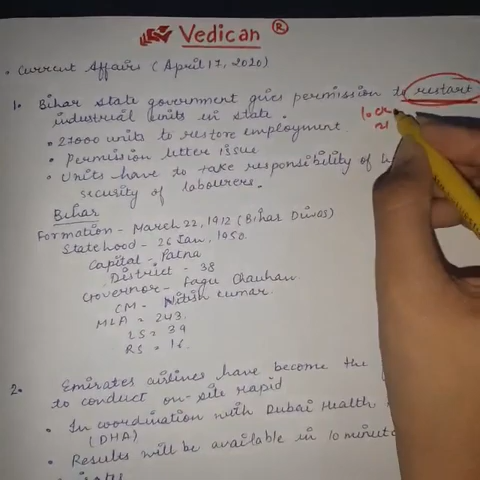 Vedican ®
• Current Affairs (April 17, 2020)
1. Bihar state government gives permission to restart
industrial units in state.
• 27000 units to restore employment
• Permission letter issue
• Units have to take responsibility of
security of labourers.
Bihar
Formation - March 22, 1912 (Bihar Diwas)
Statehood - 26 Jan, 1950
Capital - Patna
District - 38
Governor - Fagu Chauhan
CM - Nitish Kumar.
MLA = 243.
LS = 39
RS = 16.
2. Emirates airlines have become the
to conduct on-site rapid
• In coordination with Dubai Health
(DHA)
• Results will be available in 10 minute